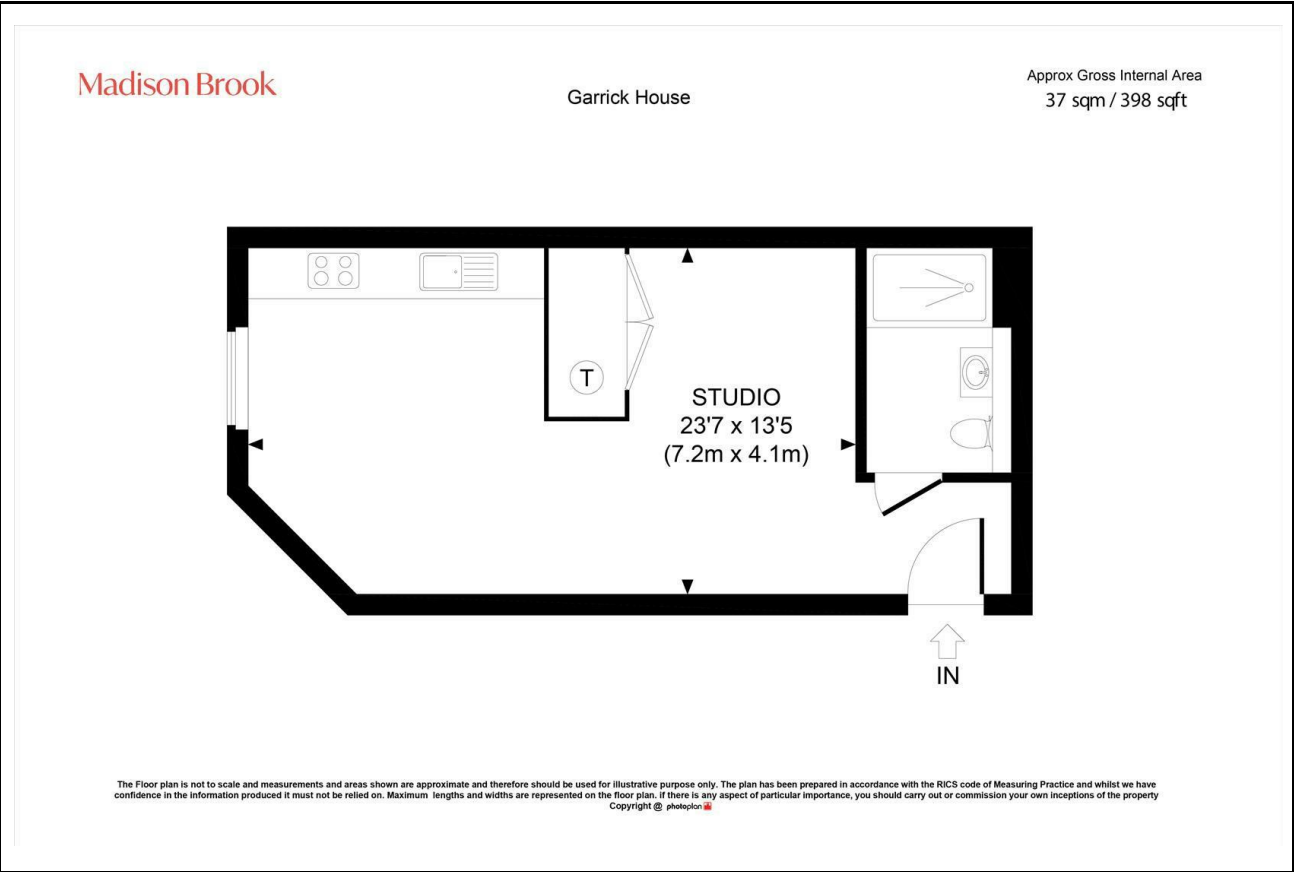 Madison Brook
Garrick House
Approx Gross Internal Area
37 sqm / 398 sqft
T
STUDIO
23'7 x 13'5
(7.2m x 4.1m)
IN
The Floor plan is not to scale and measurements and areas shown are approximate and therefore should be used for illustrative purpose only. The plan has been prepared in accordance with the RICS code of Measuring Practice and whilst we have
confidence in the information produced it must not be relied on. Maximum lengths and widths are represented on the floor plan. if there is any aspect of particular importance, you should carry out or commission your own inceptions of the property
Copyright @ photoplan